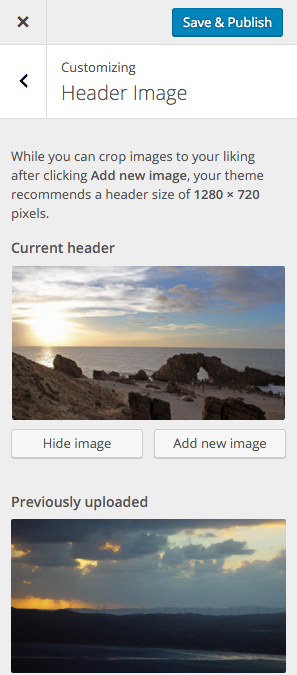 Save & Publish
Customizing
Header Image
While you can crop images to your liking
after clicking Add new image, your theme
recommends a header size of 1280 × 720
pixels.
Current header
Hide image
Add new image
Previously uploaded